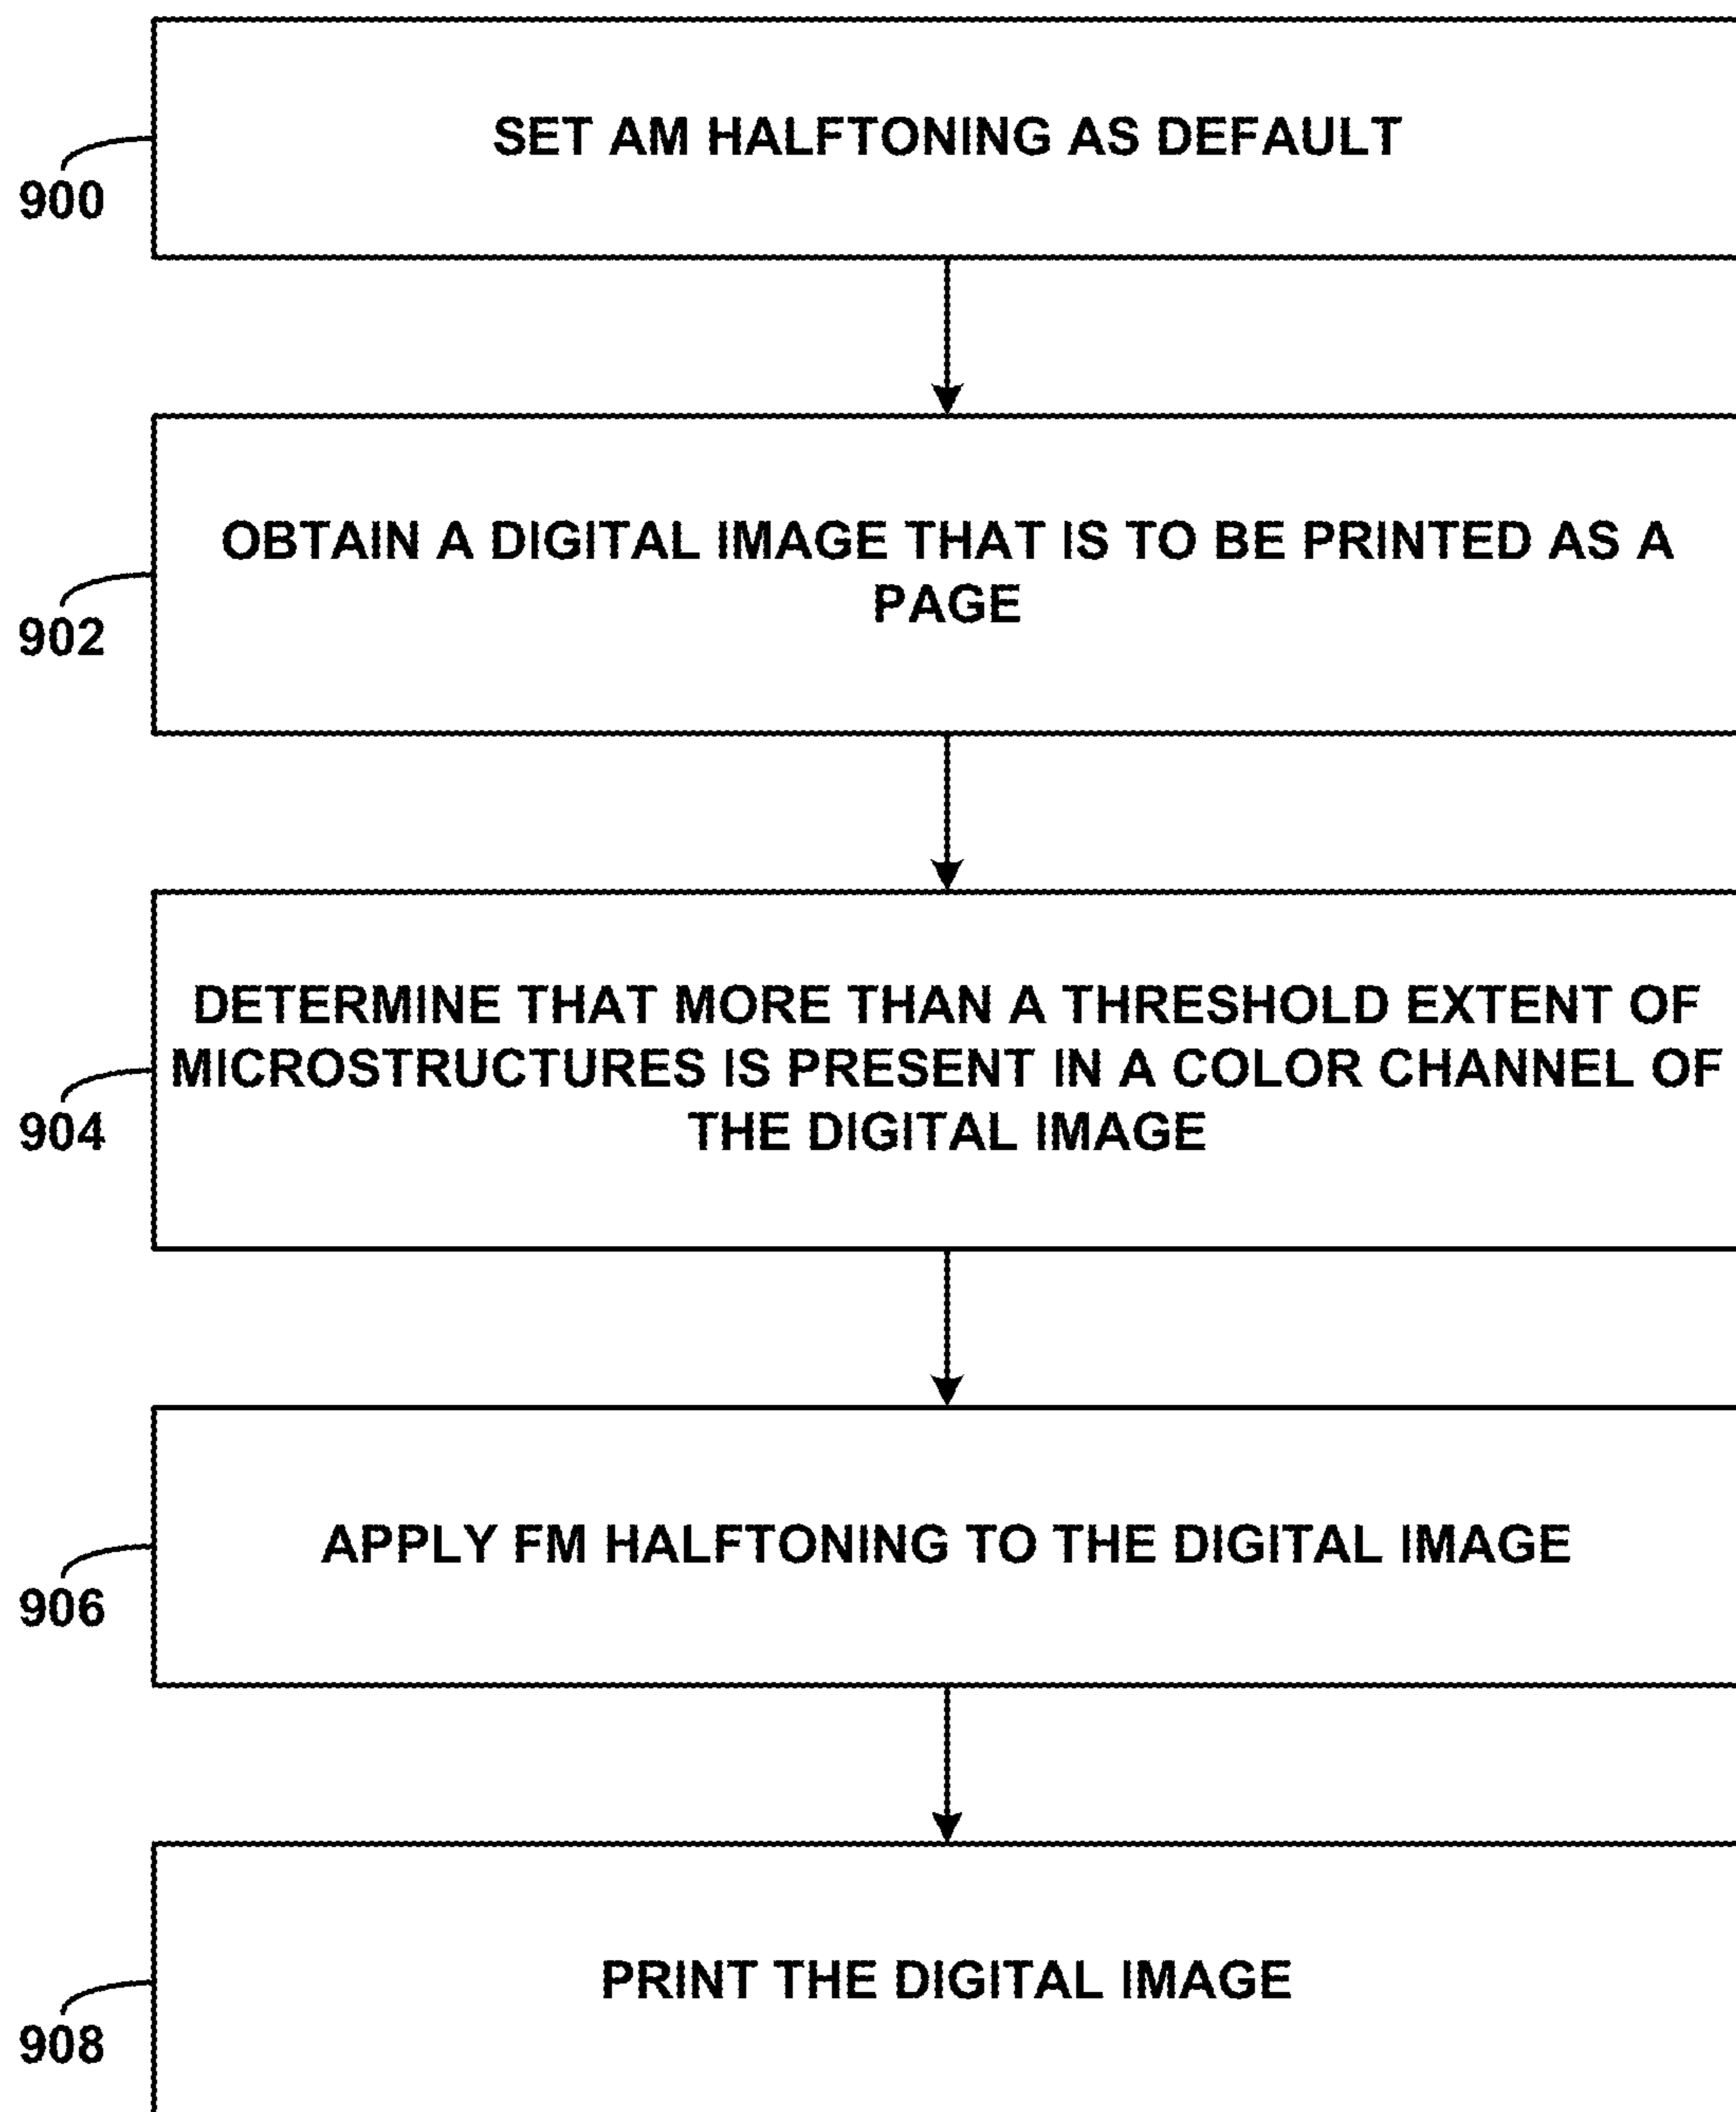 SET AM HALFTONING AS DEFAULT
900
OBTAIN A DIGITAL IMAGE THAT IS TO BE PRINTED AS A
PAGE
902
DETERMINE THAT MORE THAN A THRESHOLD EXTENT OF
MICROSTRUCTURES IS PRESENT IN A COLOR CHANNEL OF
THE DIGITAL IMAGE
904
APPLY FM HALFTONING TO THE DIGITAL IMAGE
906
PRINT THE DIGITAL IMAGE
908